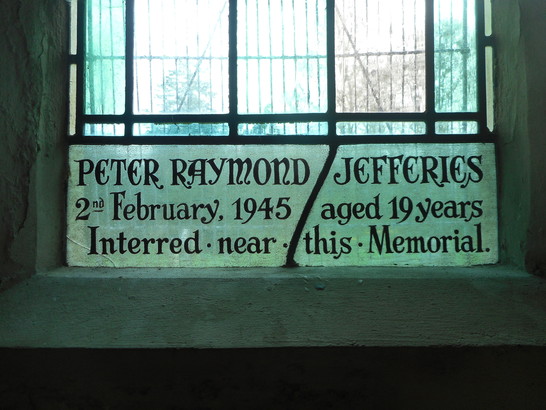 PETER RAYMOND JEFFERIES
2nd February, 1945 aged 19 years
Interred · near · this · Memorial.